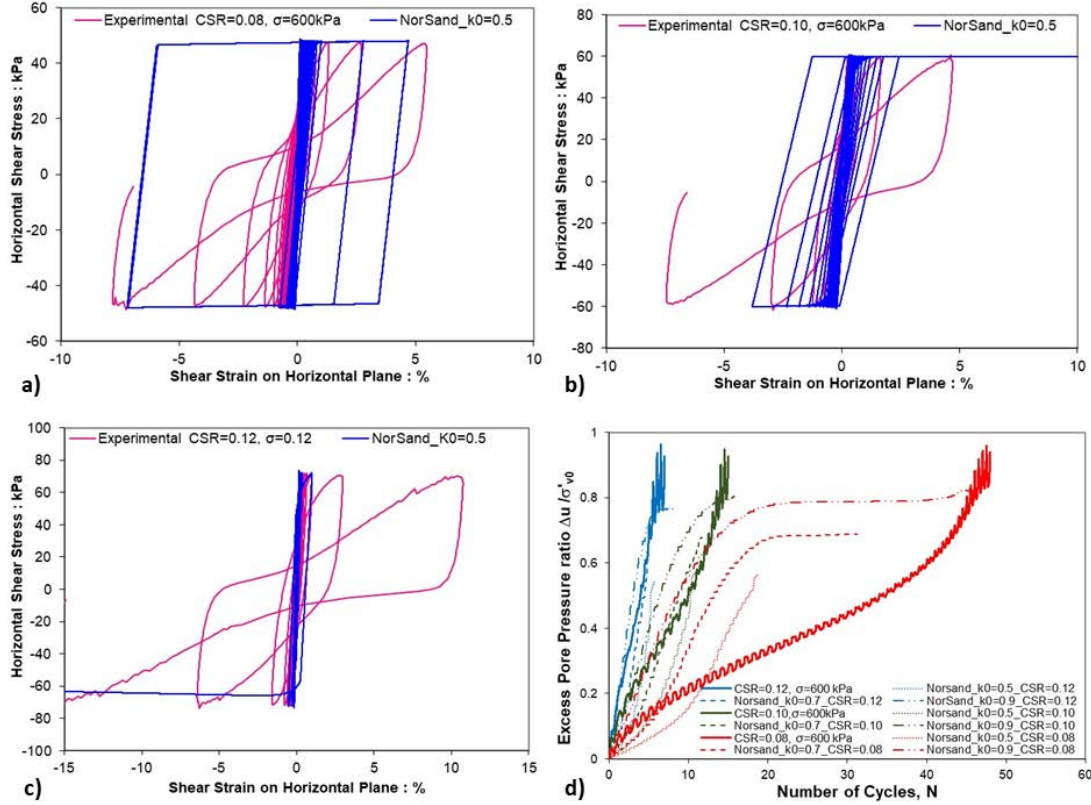 Experimental CSR=0.08, σ=600kPa NorSand_k0=0.5
60
40
20
0
-20
-40
-60
Horizontal Shear Stress : kPa
-10 -5 0 5 10
Shear Strain on Horizontal Plane : %
a)
Experimental CSR=0.10, σ=600kPa NorSand_k0=0.5
80
60
40
20
0
-20
-40
-60
-80
Horizontal Shear Stress : kPa
-10 -5 0 5 10
Shear Strain on Horizontal Plane : %
b)
Experimental CSR=0.12, σ=0.12 NorSand_K0=0.5
100
80
60
40
20
0
-20
-40
-60
-80
-100
Horizontal Shear Stress : kPa
-15 -10 -5 0 5 10 15
Shear Strain on Horizontal Plane : %
c)
1
0.8
0.6
0.4
0.2
0
Excess Pore Pressure ratio Δu/σ'v0
CSR=0.12, σ=600 kPa Norsand_k0=0.5_CSR=0.12
Norsand_k0=0.7_CSR=0.12 NorSand_k0=0.9_CSR=0.12
CSR=0.10,σ=600kPa Norsand_k0=0.5_CSR=0.10
Norsand_k0=0.7_CSR=0.10 Norsand_k0=0.9_CSR=0.10
CSR=0.08, σ=600 kPa Norsand_k0=0.5_CSR=0.08
Norsand_k0=0.7_CSR=0.08 Norsand_k0=0.9_CSR=0.08
0 10 20 30 40 50 60
Number of Cycles, N
d)